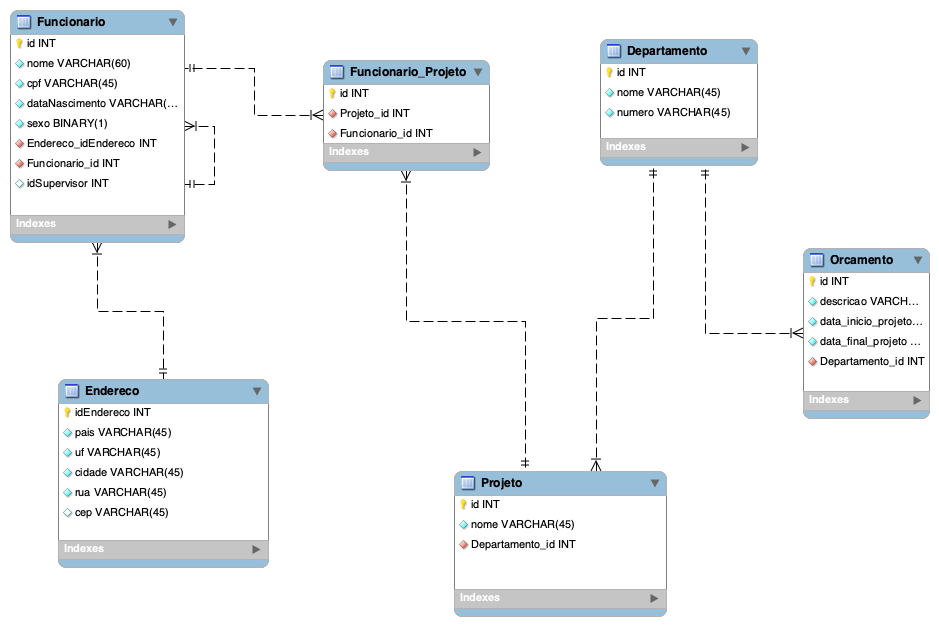 Funcionario
id INT
nome VARCHAR(60)
cpf VARCHAR(45)
dataNascimento VARCHAR(...
sexo BINARY(1)
Endereco_idEndereco INT
Funcionario_id INT
idSupervisor INT
Indexes
Funcionario_Projeto
id INT
Projeto_id INT
Funcionario_id INT
Indexes
Departamento
id INT
nome VARCHAR(45)
numero VARCHAR(45)
Indexes
Orcamento
id INT
descricao VARCH...
data_inicio_projeto...
data_final_projeto ...
Departamento_id INT
Indexes
Endereco
idEndereco INT
pais VARCHAR(45)
uf VARCHAR(45)
cidade VARCHAR(45)
rua VARCHAR(45)
cep VARCHAR(45)
Indexes
Projeto
id INT
nome VARCHAR(45)
Departamento_id INT
Indexes